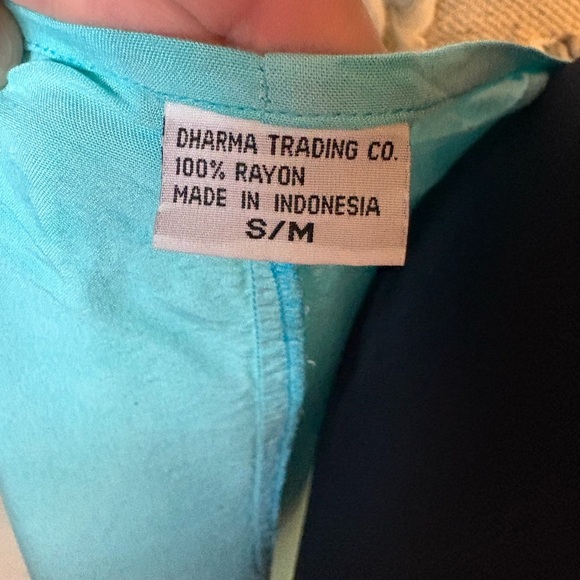 DHARMA TRADING CO.
100% RAYON
MADE IN INDONESIA
S/M